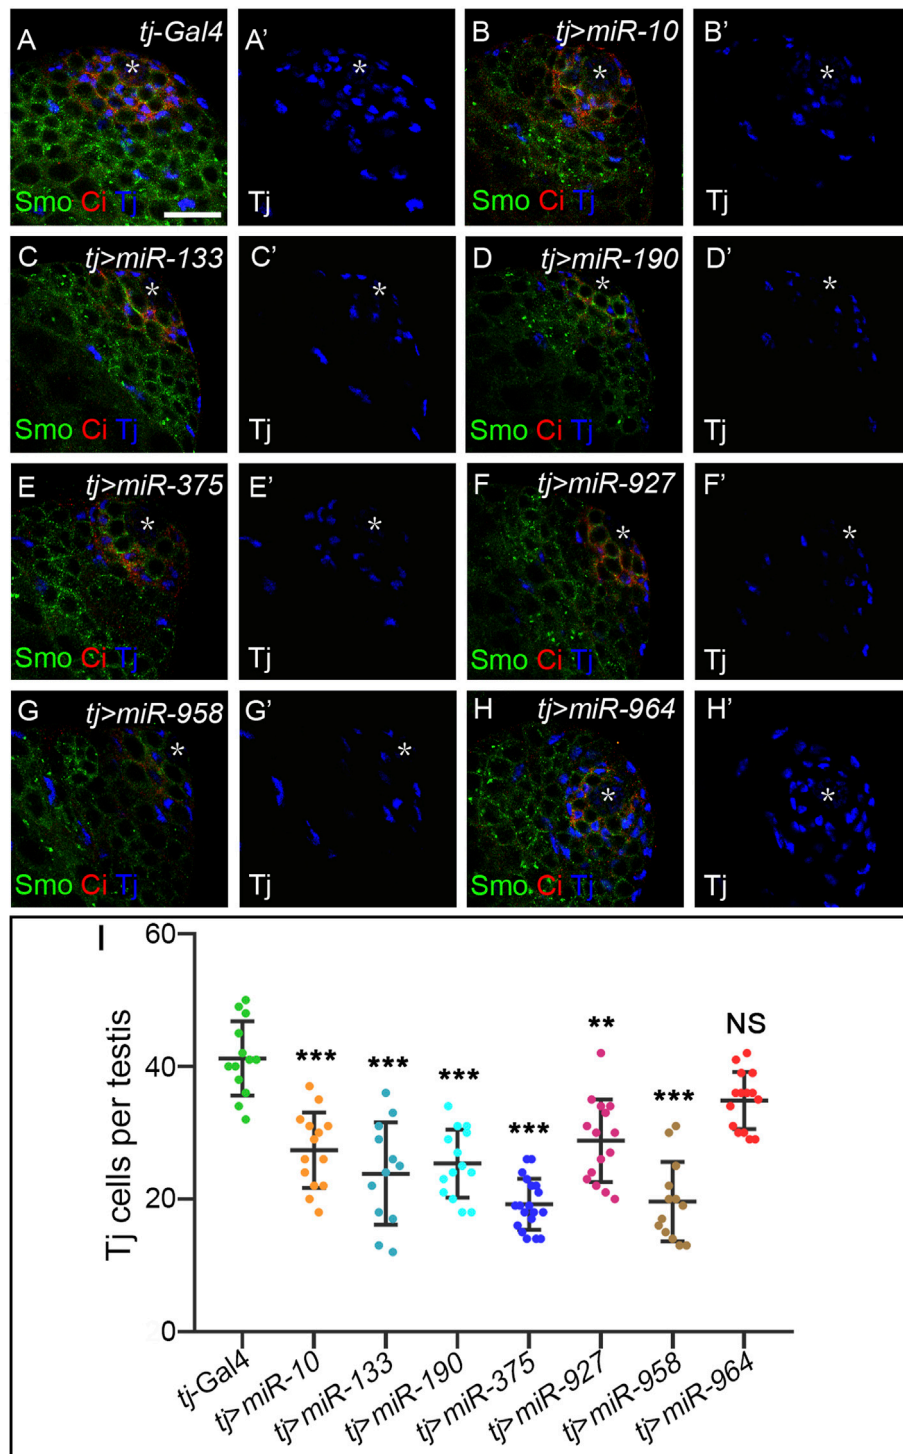 A tj-Gal4 A' B tj>miR-10 B'
* * * *
Smo Ci Tj Tj Smo Ci Tj Tj
C tj>miR-133 C' D tj>miR-190 D'
* * * *
Smo Ci Tj Tj Smo Ci Tj Tj
E tj>miR-375 E' F tj>miR-927 F'
* * * *
Smo Ci Tj Tj Smo Ci Tj Tj
G tj>miR-958 G' H tj>miR-964 H'
* * * *
Smo Ci Tj Tj Smo Ci Tj Tj
I
Tj cells per testis
60
40
20
0
*** *** *** *** ** *** NS
tj-Gal4
tj>miR-10
tj>miR-133
tj>miR-190
tj>miR-375
tj>miR-927
tj>miR-958
tj>miR-964